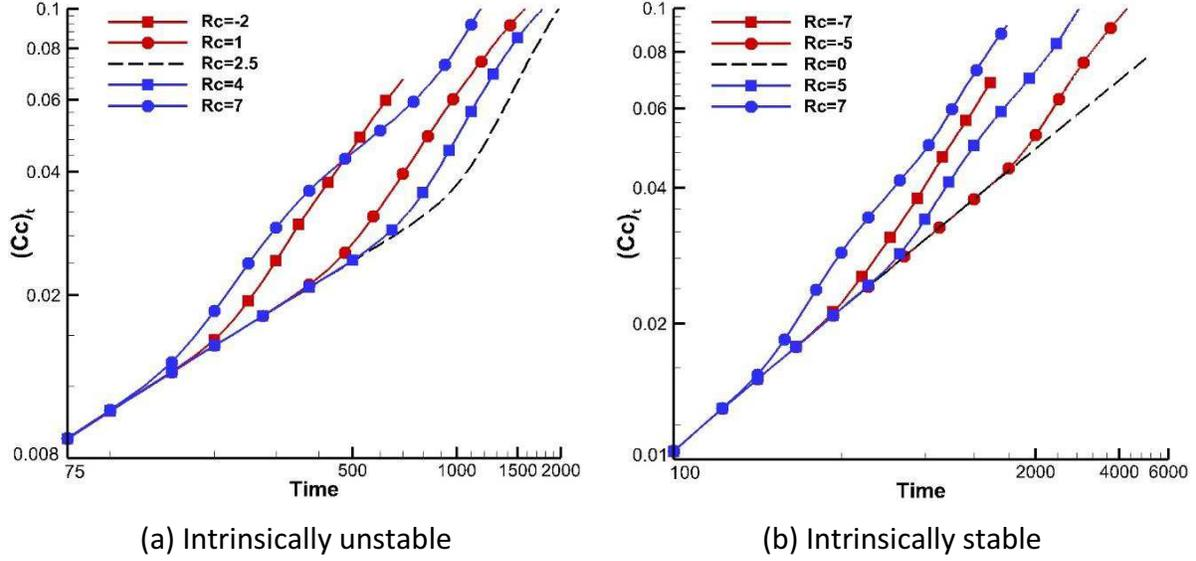 0.1
0.08
0.06
0.04
0.02
0.008
(Cc)t
Rc=-2
Rc=1
Rc=2.5
Rc=4
Rc=7
75
500
1000
1500
2000
Time
(a) Intrinsically unstable
0.1
0.08
0.06
0.04
0.02
0.01
(Cc)t
Rc=-7
Rc=-5
Rc=0
Rc=5
Rc=7
100
2000
4000
6000
Time
(b) Intrinsically stable